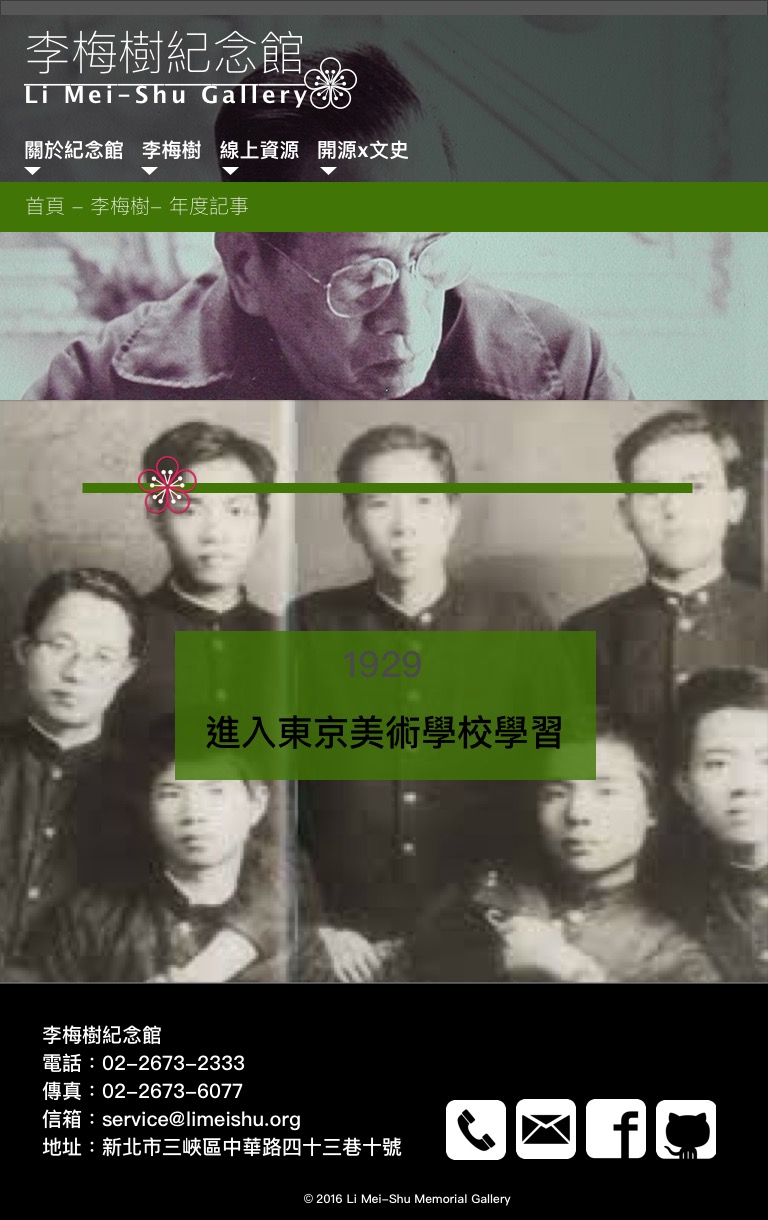 李梅樹紀念館
Li Mei-Shu Gallery
關於紀念館 李梅樹 線上資源 開源x文史
首頁 - 李梅樹- 年度記事
1929
進入東京美術學校學習
李梅樹紀念館
電話：02-2673-2333
傳真：02-2673-6077
信箱：service@limeishu.org
地址：新北市三峽區中華路四十三巷十號
© 2016 Li Mei-Shu Memorial Gallery